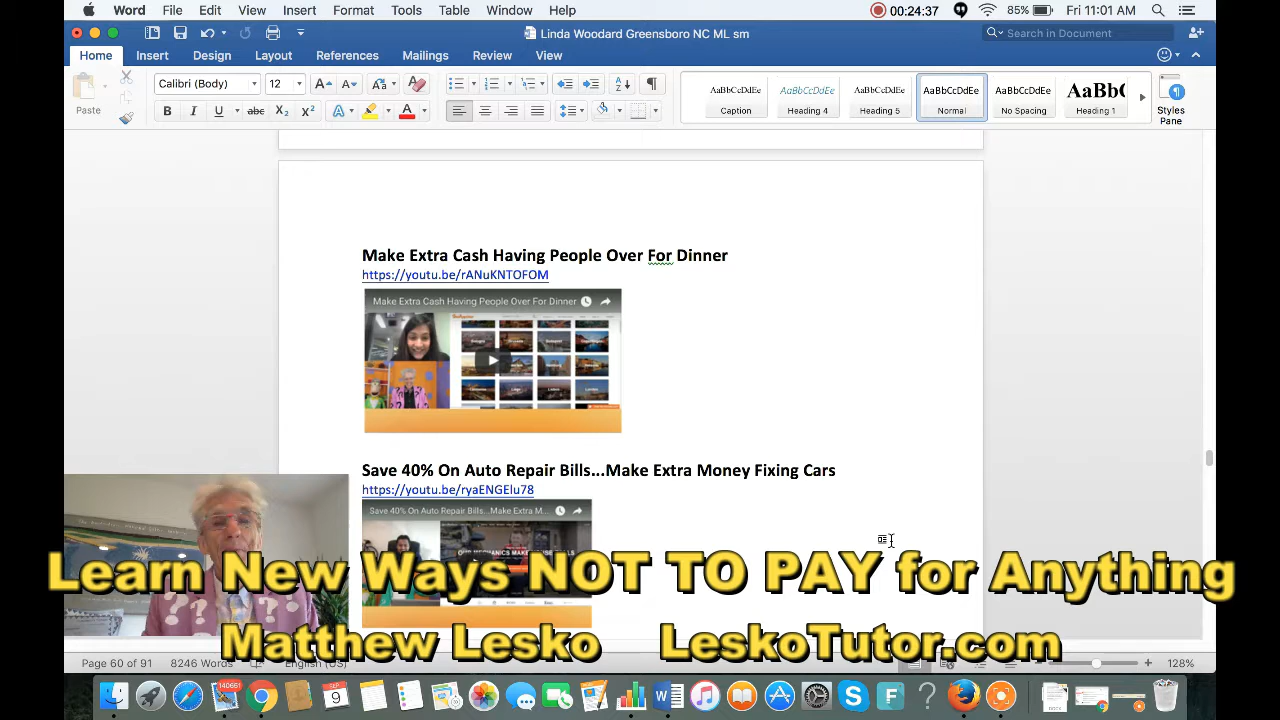 Word File Edit View Insert Format Tools Table Window Help 00:24:37 85% Fri 11:01 AM
Linda Woodard Greensboro NC ML sm
Search in Document
Home Insert Design Layout References Mailings Review View
Calibri (Body) 12
Paste
AaBbCcDdEe AaBbCcDdEe AaBbCcDdEe AaBbCcDdEe AaBbCcDdEe AaBbC
Caption Heading 4 Heading 5 Normal No Spacing Heading 1 Styles Pane
Make Extra Cash Having People Over For Dinner
https://youtu.be/rANuKNTOFOM
Make Extra Cash Having People Over For Dinner
Save 40% On Auto Repair Bills...Make Extra Money Fixing Cars
https://youtu.be/ryaENGElu78
Save 40% On Auto Repair Bills...Make Extra M...
Learn New Ways NOT TO PAY for Anything
Matthew Lesko LeskoTutor.com
Page 60 of 91 8246 Words English (US) 128%